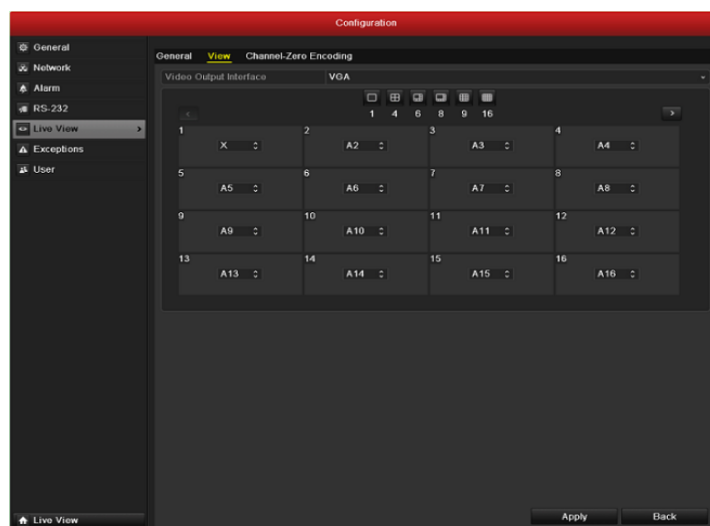 Configuration
General
Network
Alarm
RS-232
Live View
Exceptions
User
General View Channel-Zero Encoding
Video Output Interface VGA
1 4 6 8 9 16
1 2 3 4
X A2 A3 A4
5 6 7 8
A5 A6 A7 A8
9 10 11 12
A9 A10 A11 A12
13 14 15 16
A13 A14 A15 A16
Live View
Apply Back